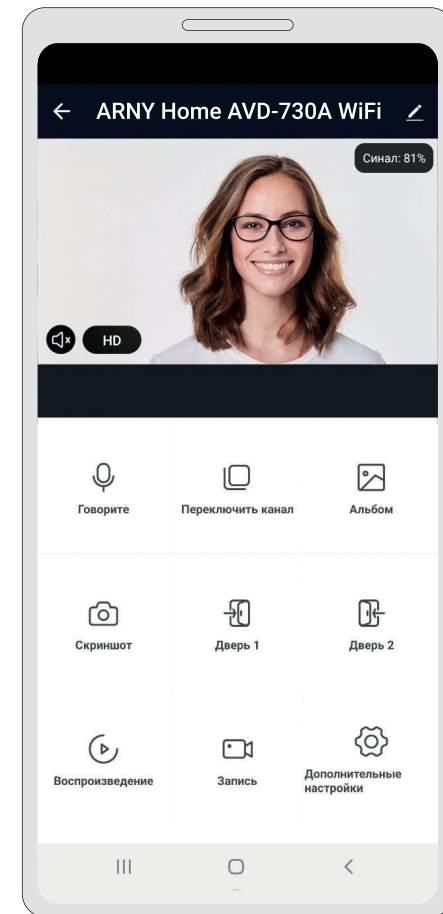 ARNY Home AVD-730A WiFi
Синал: 81%
HD
Говорите
Переключить канал
Альбом
Скриншот
Дверь 1
Дверь 2
Воспроизведение
Запись
Дополнительные
настройки